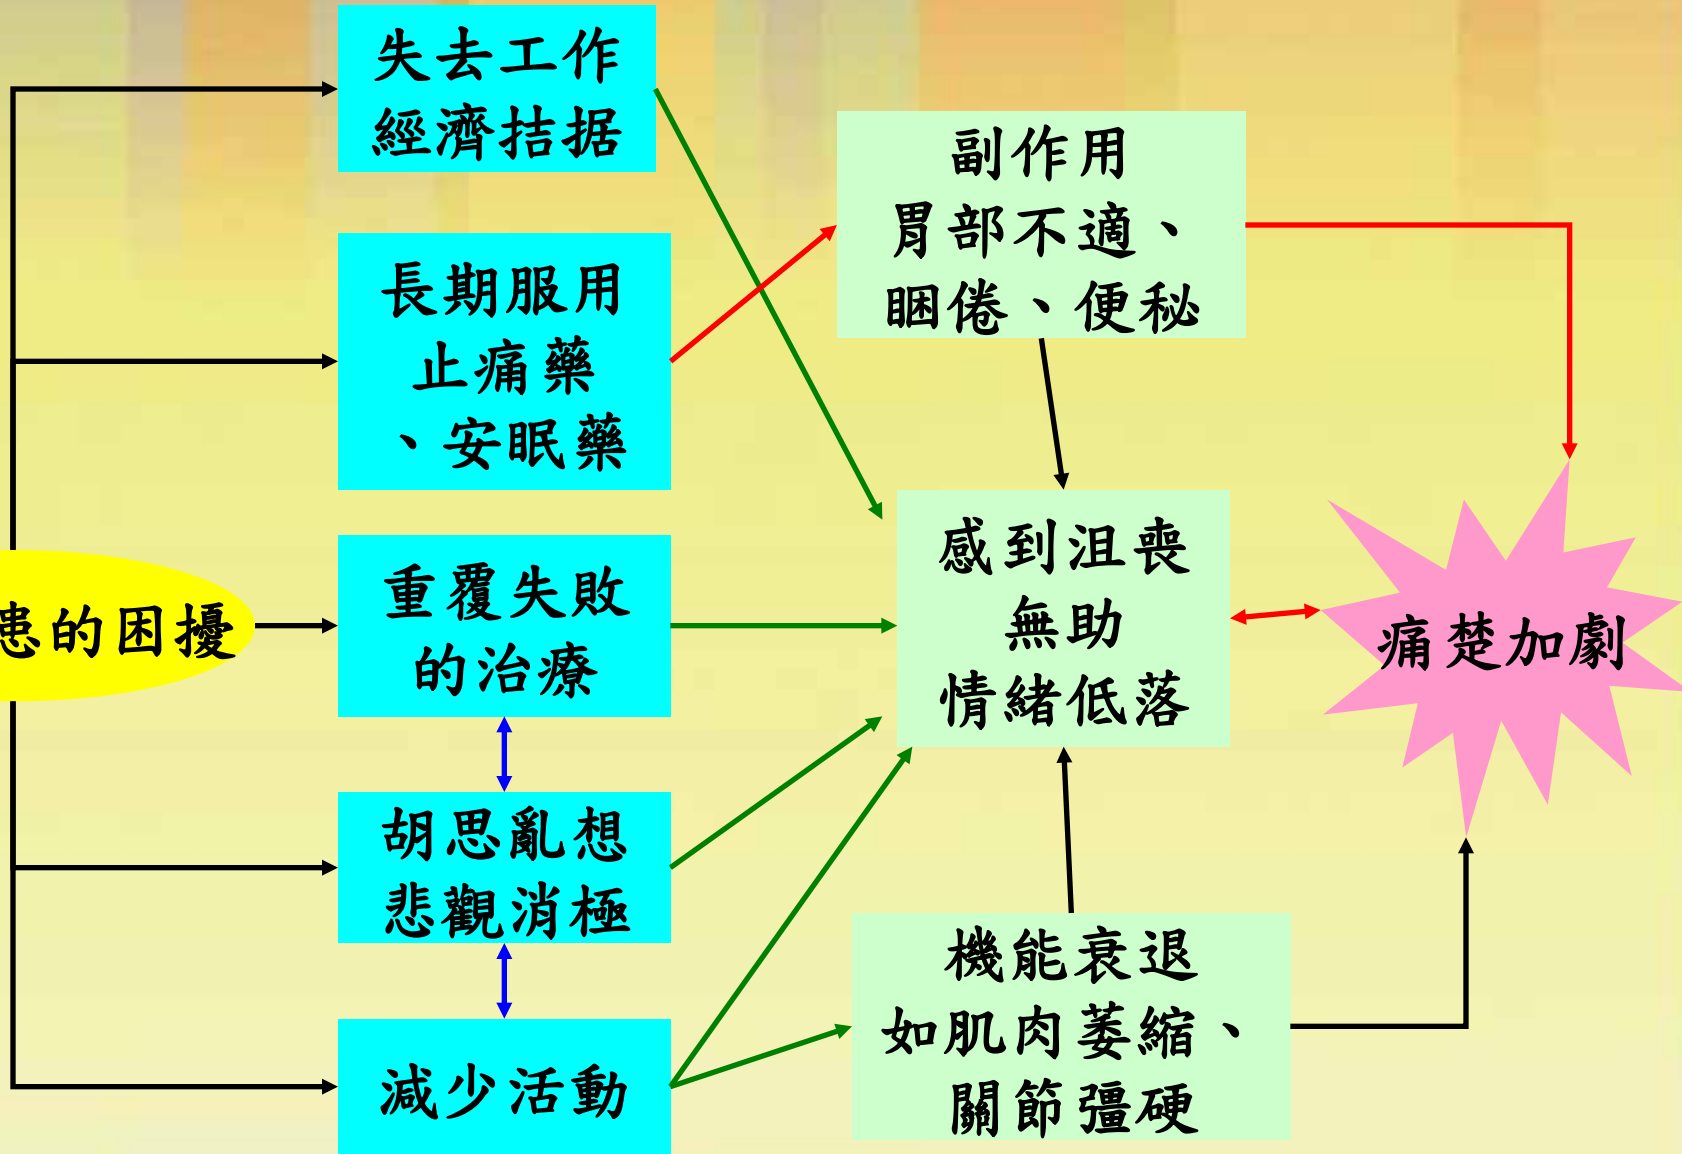 失去工作
經濟拮据
長期服用
止痛藥
、安眠藥
患的困擾
重覆失敗
的治療
胡思亂想
悲觀消極
減少活動
副作用
胃部不適、
睏倦、便秘
感到沮喪
無助
情緒低落
機能衰退
如肌肉萎縮、
關節彊硬
痛楚加劇